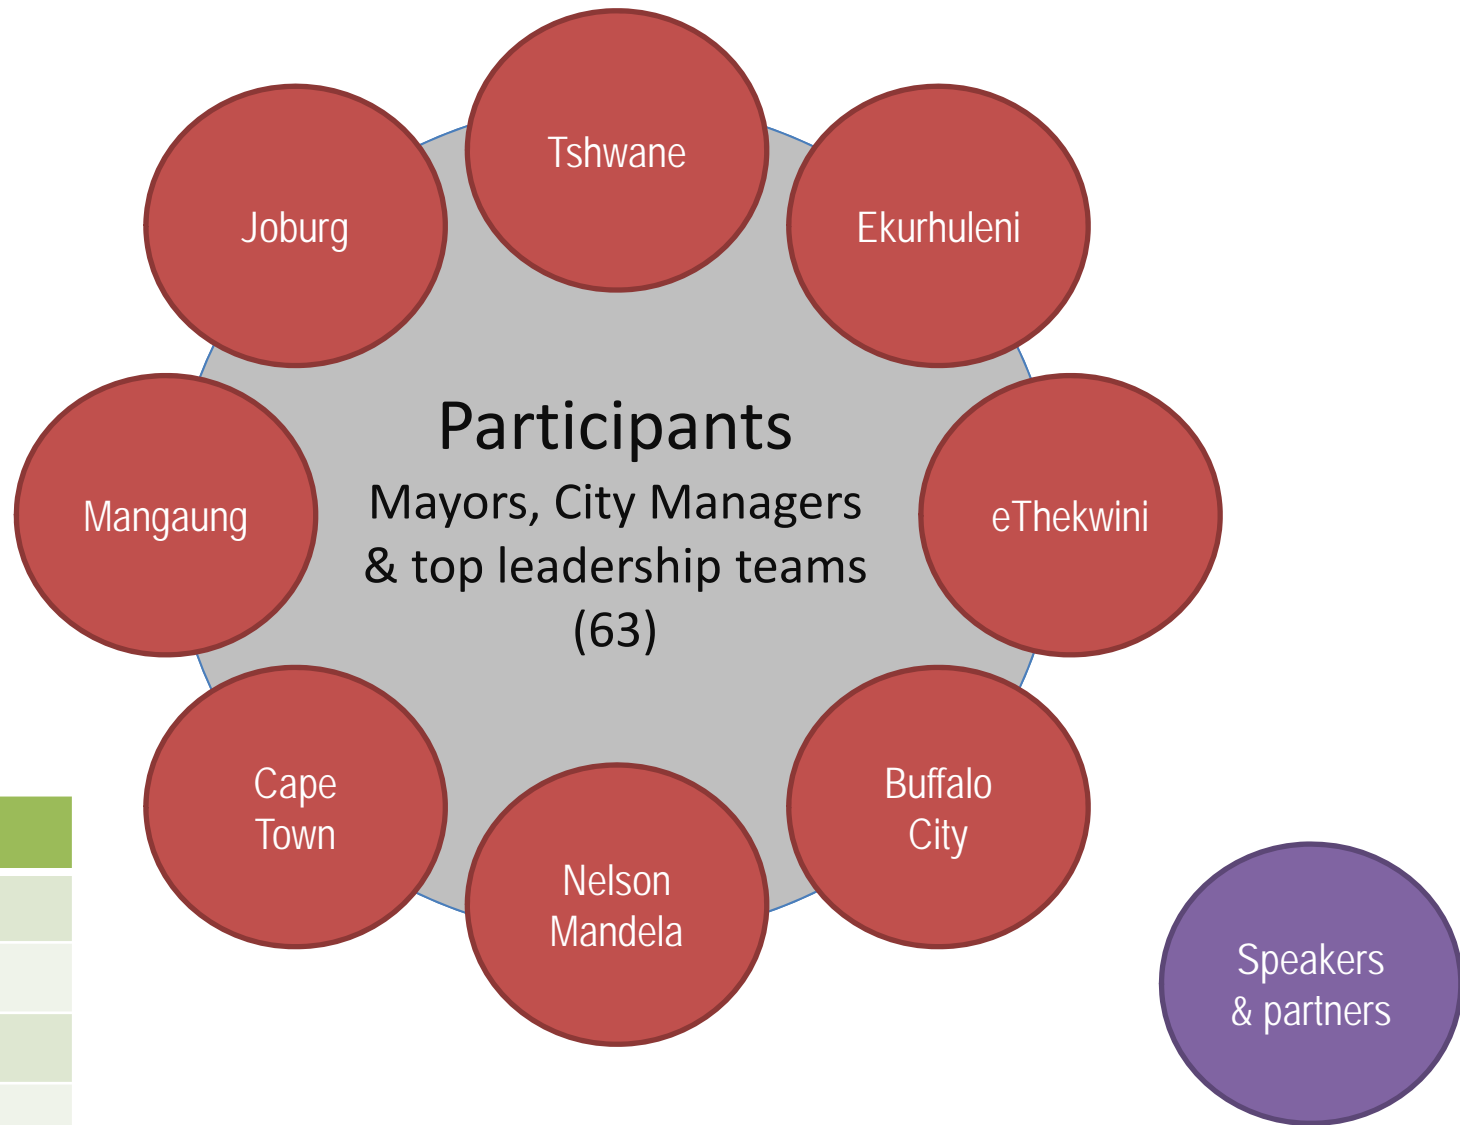 Tshwane
Joburg
Ekurhuleni
Participants
Mayors, City Managers
& top leadership teams
(63)
Mangaung
eThekwini
Cape
Town
Buffalo
City
Nelson
Mandela
Speakers
& partners